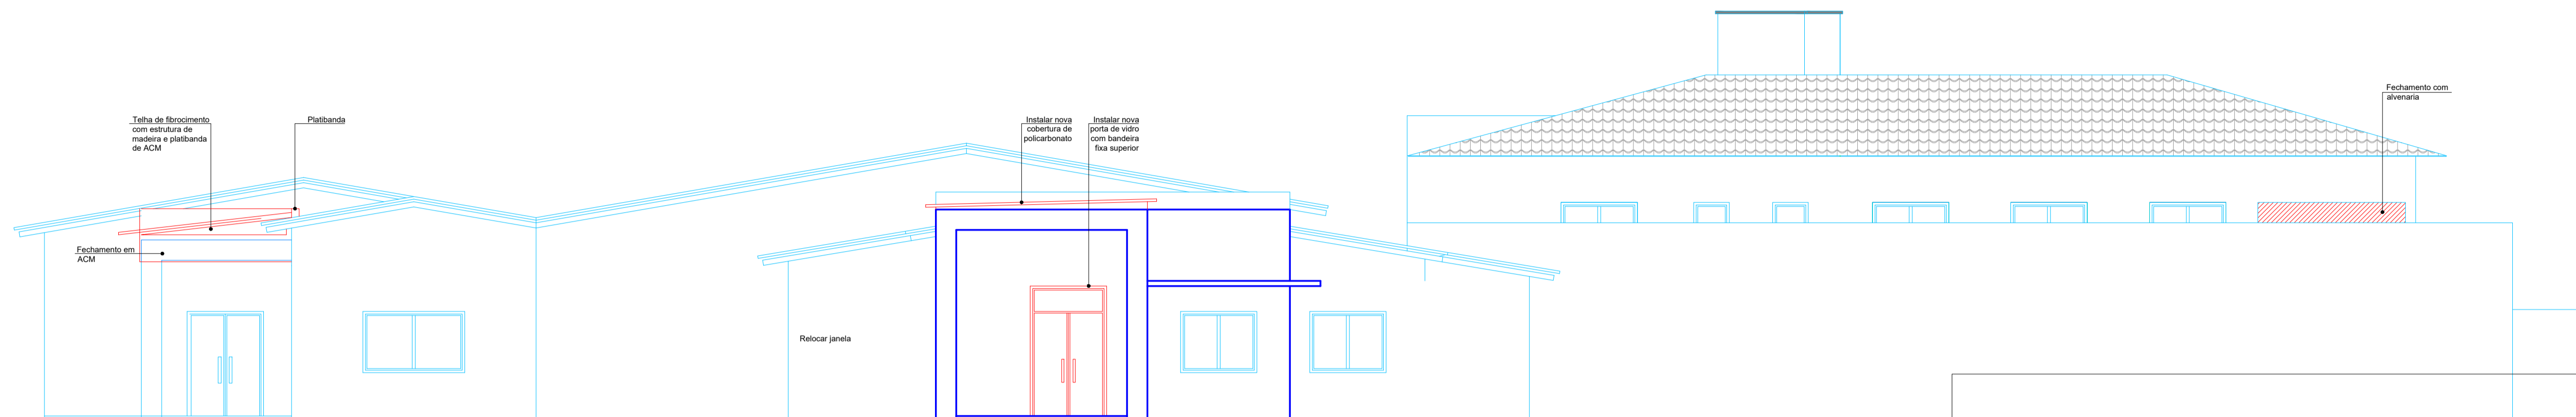 Telha de fibrocimento
com estrutura de
madeira e platibanda
de ACM
Platibanda
Fechamento em
ACM
Instalar nova
cobertura de
policarbonato
Instalar nova
porta de vidro
com bandeira
fixa superior
Relocar janela
Fechamento com
alvenaria